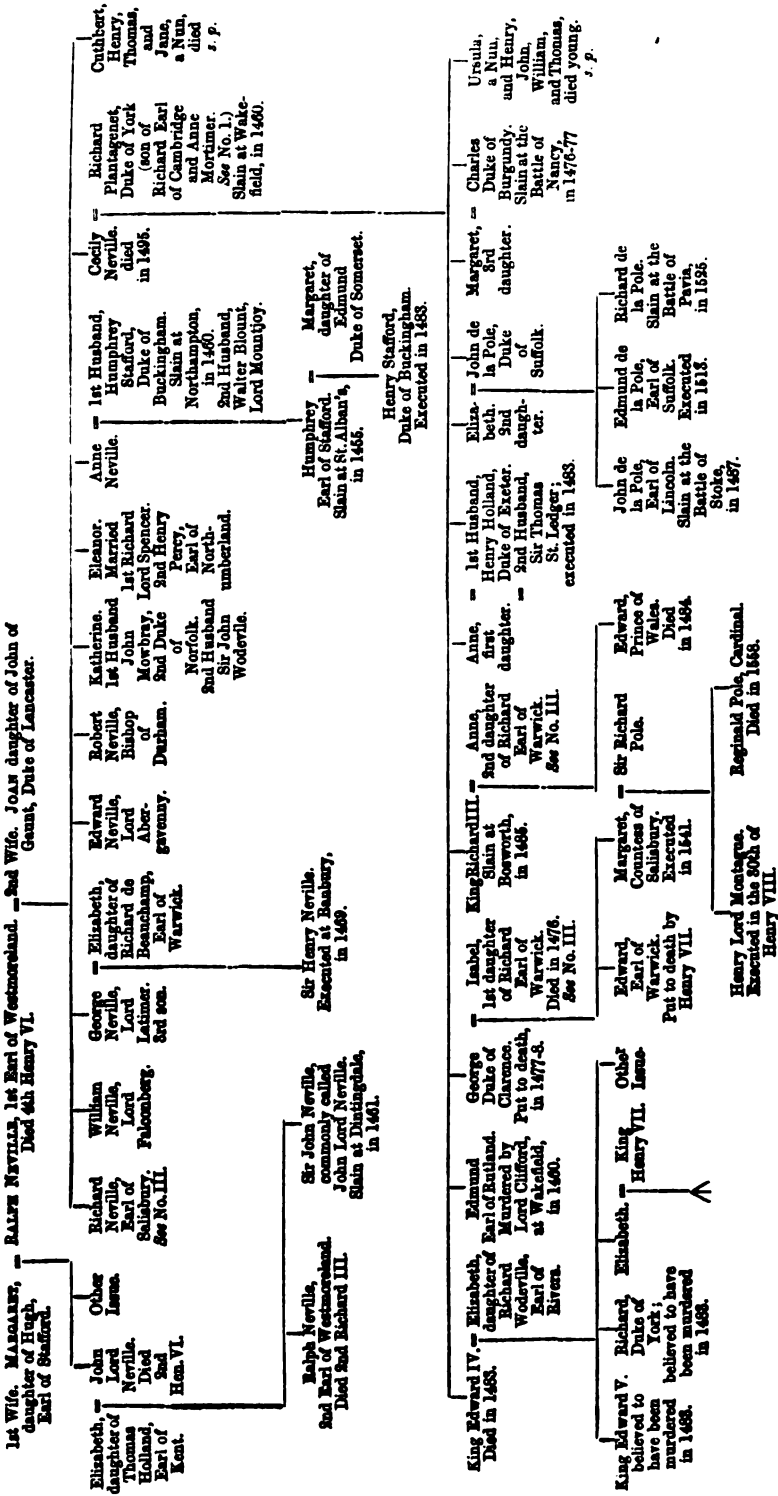 1st Wife. MARGARET,
daughter of Hugh,
Earl of Stafford.
= RALPH NEVILLE, 1st Earl of Westmoreland.
Died 4th Henry VI.
= 2nd Wife. JOAN daughter of John of
Gaunt, Duke of Lancaster.
Elizabeth,
daughter of
Thomas
Holland,
Earl of
Kent.
= John
Lord
Neville.
Died
2nd
Hen. VI.
Other
Issue.
Richard
Neville,
Earl of
Salisbury.
See No. III.
William
Neville,
Lord
Falconberg.
George
Neville,
Lord
Latimer.
3rd son.
= Elizabeth,
daughter of
Richard de
Beauchamp,
Earl of
Warwick.
Edward
Neville,
Lord
Aber-
gavenny.
Robert
Neville,
Bishop
of
Durham.
Katherine.
1st Husband
John
Mowbray,
2nd Duke
of
Norfolk.
2nd Husband
Sir John
Wodevile.
Eleanor.
Married
1st Richard
Lord Spencer.
2nd Henry
Percy,
Earl of
North-
umberland.
Anne
Neville.
= 1st Husband,
Humphrey
Stafford,
Duke of
Buckingham.
Slain at
Northampton,
in 1460.
2nd Husband,
Walter Blount,
Lord Mountjoy.
Cecily
Neville.
died
in 1495.
= Richard
Plantagenet,
Duke of York
(son of
Richard Earl
of Cambridge
and Anne
Mortimer.
See No. I.)
Slain at Wake-
field, in 1460.
Cuthbert,
Henry,
Thomas,
and
Jane,
a Nun,
died
s. p.
Ralph Neville,
2nd Earl of Westmoreland.
Died 2nd Richard III.
Sir John Neville,
commonly called
John Lord Neville.
Slain at Dintingdale,
in 1461.
Sir Henry Neville.
Executed at Banbury,
in 1469.
Humphrey
Earl of Stafford.
Slain at St. Alban's,
in 1455.
= Margaret,
daughter of
Edmund
Duke of Somerset.
Henry Stafford,
Duke of Buckingham.
Executed in 1483.
King Edward IV.
Died in 1483.
= Elizabeth,
daughter of
Richard
Wodeville,
Earl of
Rivers.
Edmund
Earl of Rutland.
Murdered by
Lord Clifford,
at Wakefield,
in 1460.
George
Duke of
Clarence.
Put to death,
in 1477-8.
= Isabel,
1st daughter
of Richard
Earl of
Warwick.
Died in 1476.
See No. III.
King Richard III.
Slain at
Bosworth,
in 1485.
= Anne,
2nd daughter
of Richard
Earl of
Warwick.
See No. III.
Anne,
first
daughter.
= 1st Husband,
Henry Holland,
Duke of Exeter.
= 2nd Husband,
Sir Thomas
St. Ledger;
executed in 1483.
Eliza-
beth.
2nd
daugh-
ter.
= John de
la Pole,
Duke
of
Suffolk.
Margaret,
3rd
daughter.
= Charles
Duke of
Burgundy.
Slain at the
Battle of
Nancy,
in 1476-77
Ursula,
a Nun,
and Henry,
John,
William,
and Thomas,
died young.
s. p.
King Edward V.
believed to
have been
murdered
in 1483.
Richard,
Duke of
York;
believed to have
been murdered
in 1483.
Elizabeth.
= King
Henry VII.
Other
Issue.
Edward,
Earl of
Warwick.
Put to death by
Henry VII.
Margaret,
Countess of
Salisbury.
Executed
in 1541.
= Sir Richard
Pole.
Edward,
Prince of
Wales.
Died
in 1484.
John de
la Pole,
Earl of
Lincoln.
Slain at the
Battle of
Stoke,
in 1487.
Edmund de
la Pole,
Earl of
Suffolk.
Executed
in 1513.
Richard de
la Pole.
Slain at the
Battle of
Pavia,
in 1525.
Henry Lord Montague.
Executed in the 30th of
Henry VIII.
Reginald Pole, Cardinal.
Died in 1558.